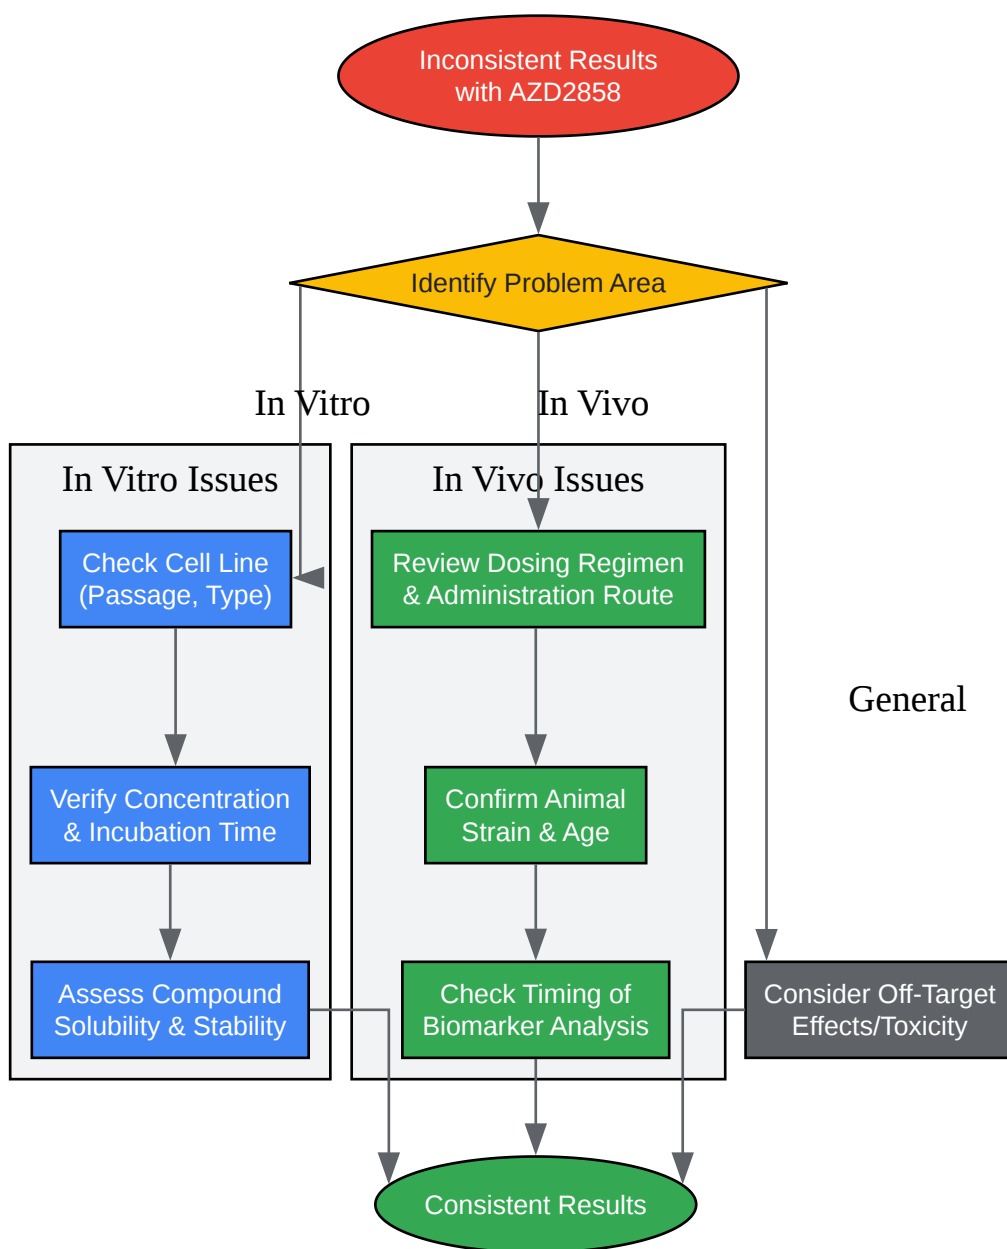 Inconsistent Results
with AZD2858
Identify Problem Area
In Vitro
In Vivo
In Vitro Issues
In Vivo Issues
Check Cell Line
(Passage, Type)
Review Dosing Regimen
& Administration Route
General
Verify Concentration
& Incubation Time
Confirm Animal
Strain & Age
Assess Compound
Solubility & Stability
Check Timing of
Biomarker Analysis
Consider Off-Target
Effects/Toxicity
Consistent Results